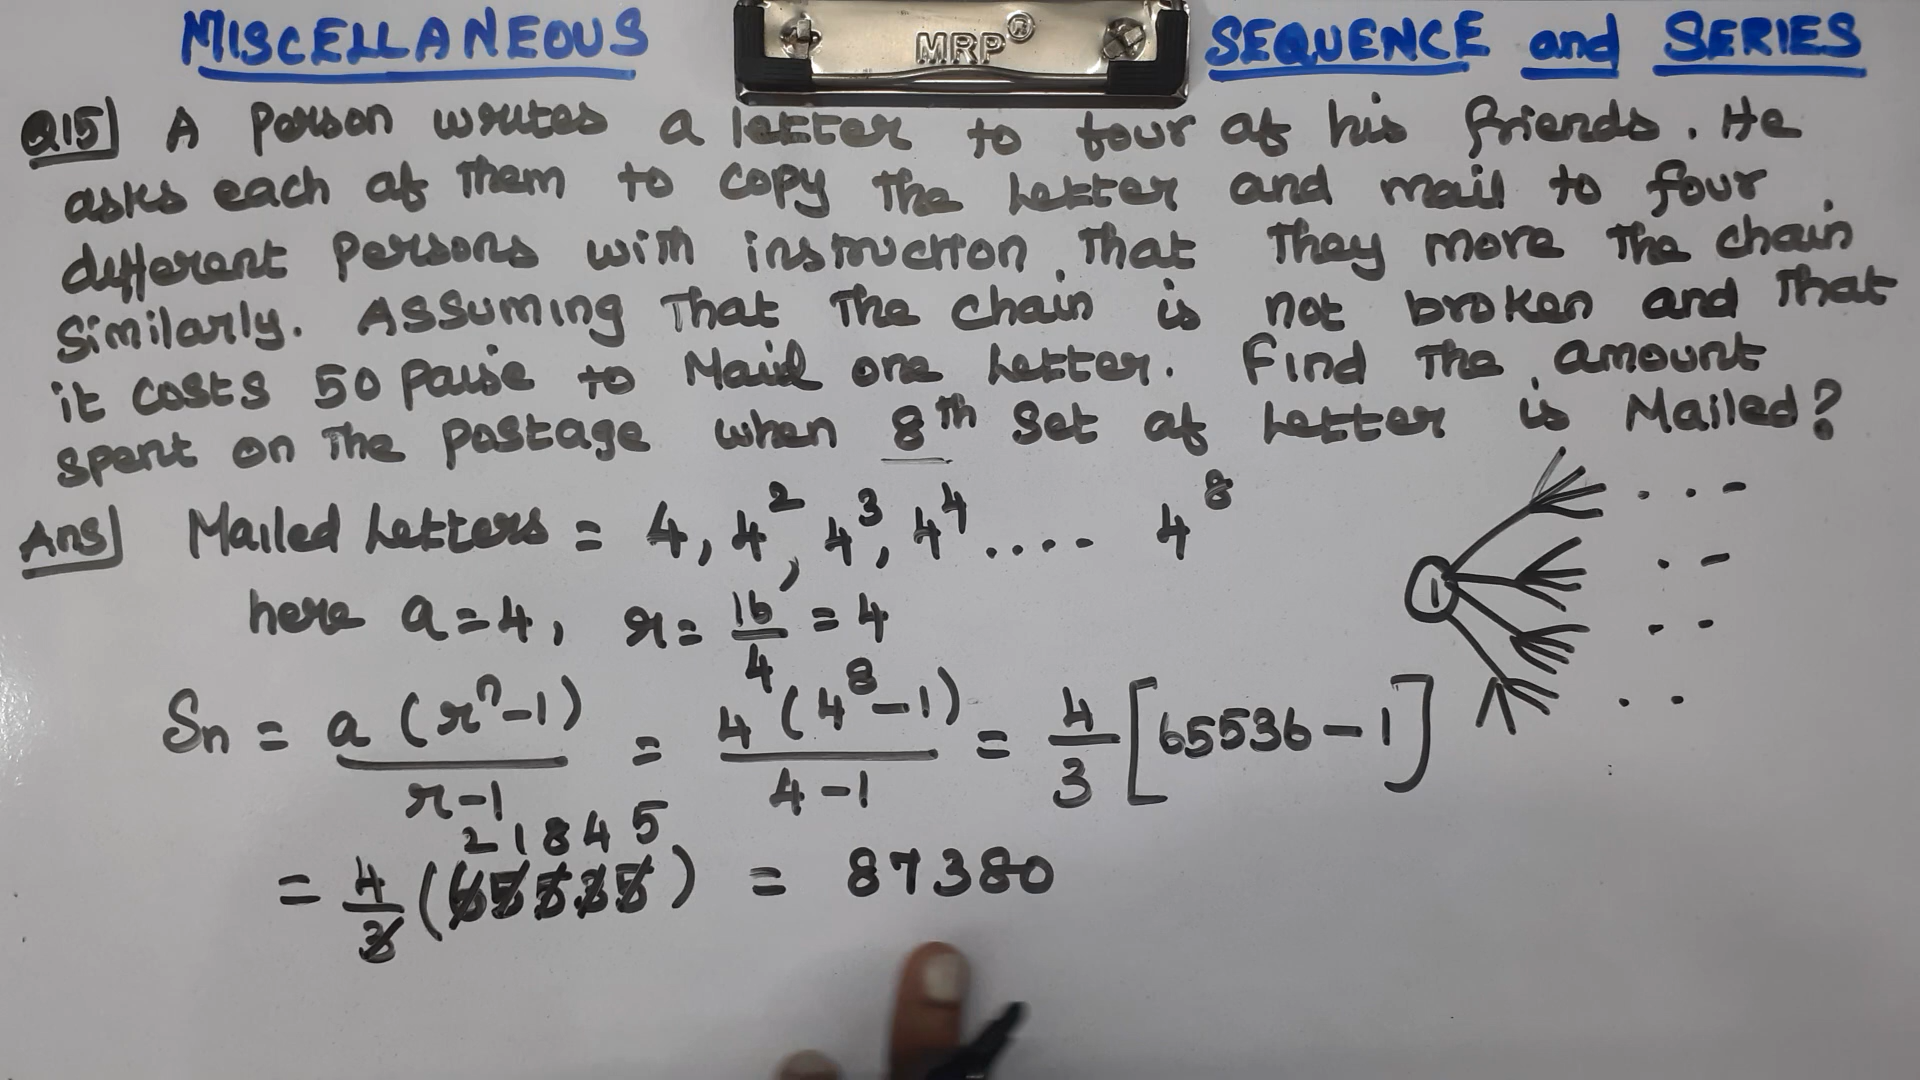 MISCELLANEOUS MRP® SEQUENCE and SERIES
Q15] A Person writes a letter to four of his friends. He
asks each of them to copy the letter and mail to four
different persons with instruction that they more the chain
Similarly. Assuming that the chain is not broken and that
it costs 50 Paise to Mail one letter. Find the amount
spent on the postage when 8th set of letter is Mailed?
Ans] Mailed letters = 4, 4², 4³, 4⁴.... 4⁸
here a=4, r = 16/4 = 4
Sn = a(rⁿ-1)/r-1 = 4(4⁸-1)/4-1 = 4/3[65536-1]
21845
= 4/3(65535) = 87380
1